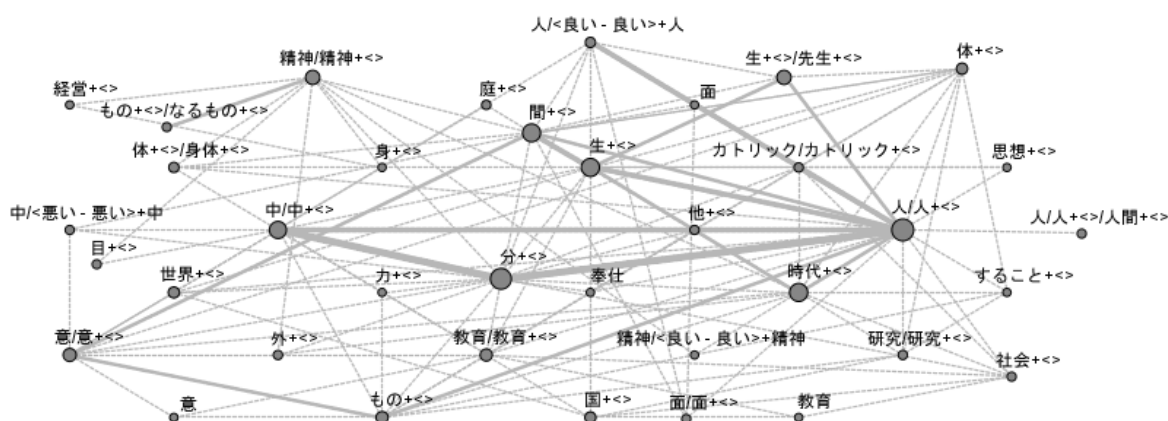 人/<良い - 良い>+人
精神/精神+<>
生+<>/先生+<>
体+<>
経営+<>
もの+<>/なるもの+<>
庭+<>
面
間+<>
体+<>/身体+<>
身+<>
生+<>
カトリック/カトリック+<>
思想+<>
中/<悪い - 悪い>+中
中/中+<>
他+<>
人/人+<>
人/人+<>/人間+<>
目+<>
世界+<>
力+<>
分+<>
奉仕
時代+<>
すること+<>
意/意+<>
外+<>
教育/教育+<>
精神/<良い - 良い>+精神
研究/研究+<>
社会+<>
意
もの+<>
国+<>
面/面+<>
教育